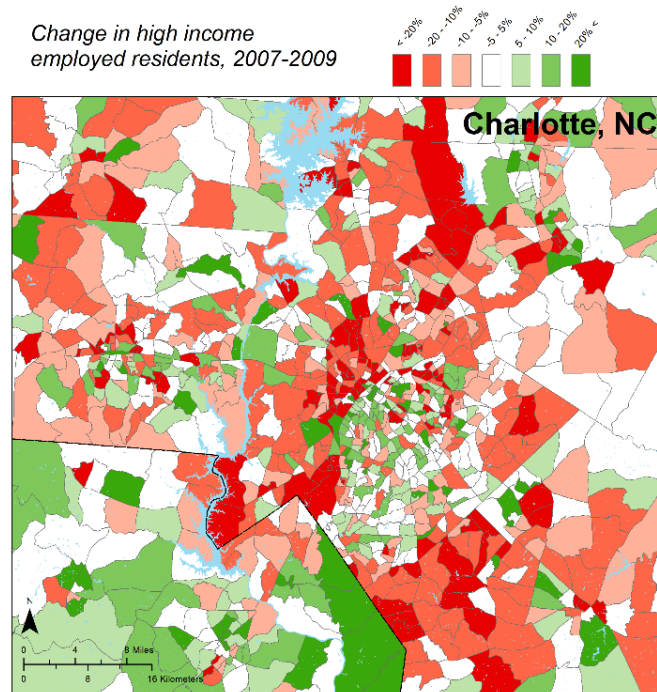 Change in high income
employed residents, 2007-2009
< -20%
-20 - -10%
-10 - -5%
-5 - 5%
5 - 10%
10 - 20%
20% <
Charlotte, NC
N
0 4 8 Miles
0 8 16 Kilometers